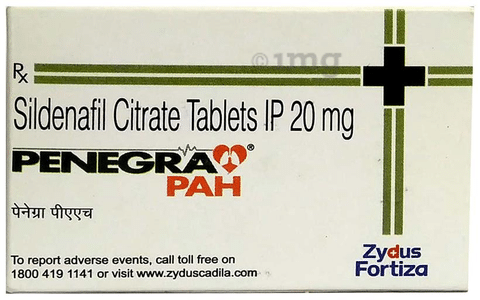 ©1mg
Rx
Sildenafil Citrate Tablets IP 20 mg
PENEGRA®
PAH
पेनेग्रा पीएएच
Zydus
Fortiza
To report adverse events, call toll free on
1800 419 1141 or visit www.zyduscadila.com